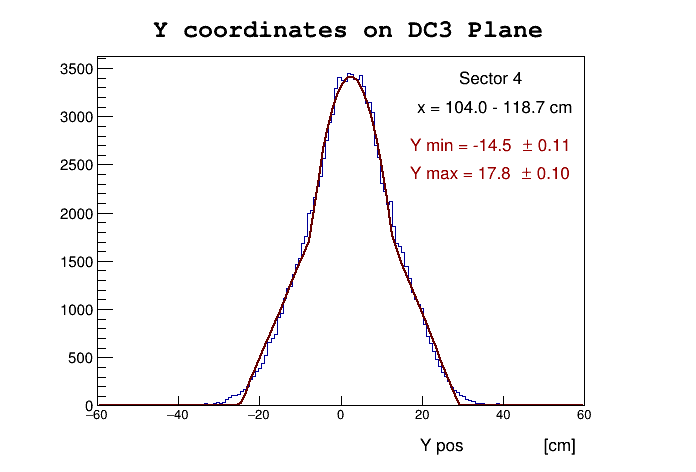 Y coordinates on DC3 Plane
Sector 4
x = 104.0 - 118.7 cm
Y min = -14.5 ± 0.11
Y max = 17.8 ± 0.10
3500
3000
2500
2000
1500
1000
500
0
−60 −40 −20 0 20 40 60
Y pos [cm]